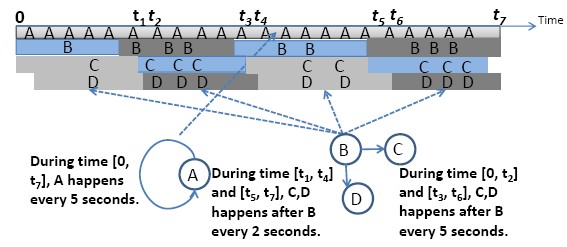 0 t1 t2 t3 t4 t5 t6 t7 Time
A A A A A A A A A A A A A A A A A A A A A A A A
B B B B B B B B B
C C C C C C C C C
D D D D D D D D D
B C
A D
During time [0,
t7], A happens
every 5 seconds.
During time [t1, t4]
and [t5, t7], C,D
happens after B
every 2 seconds.
During time [0, t2]
and [t3, t6], C,D
happens after B
every 5 seconds.